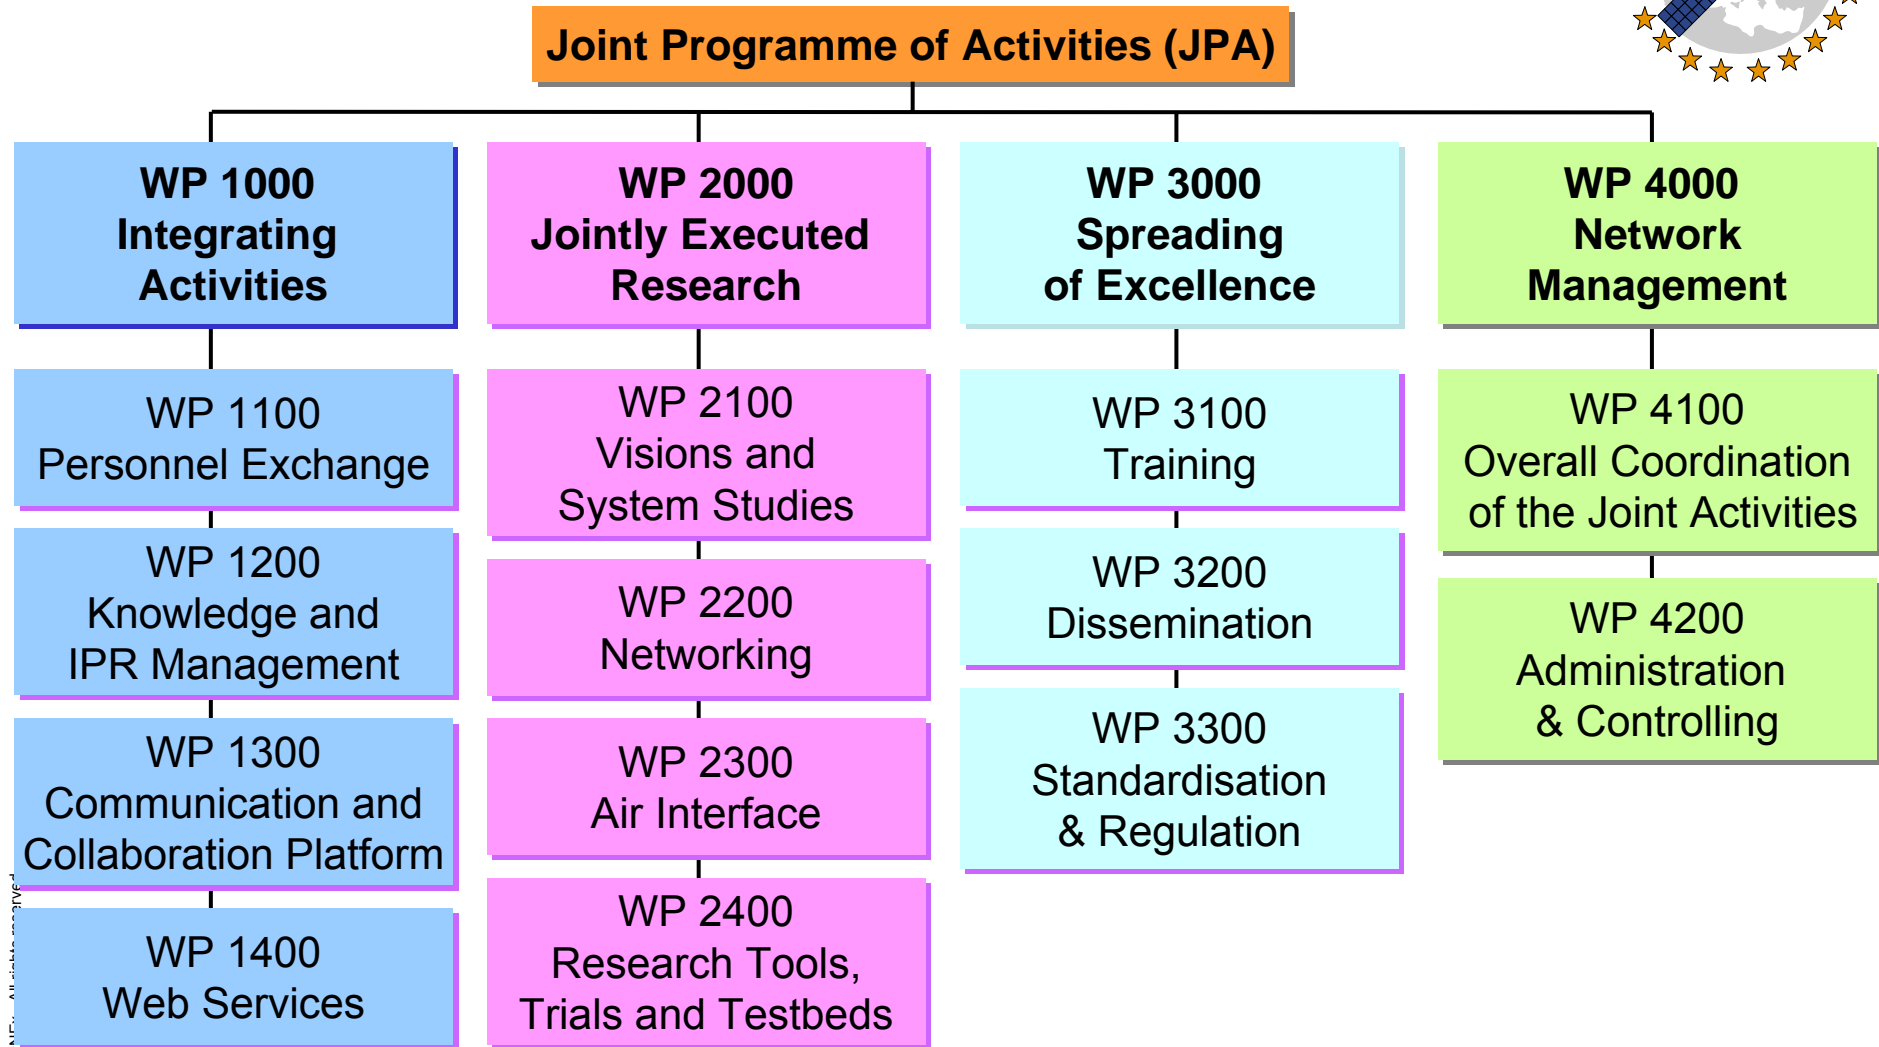 Joint Programme of Activities (JPA)
WP 1000
Integrating
Activities
WP 1100
Personnel Exchange
WP 1200
Knowledge and
IPR Management
WP 1300
Communication and
Collaboration Platform
WP 1400
Web Services
WP 2000
Jointly Executed
Research
WP 2100
Visions and
System Studies
WP 2200
Networking
WP 2300
Air Interface
WP 2400
Research Tools,
Trials and Testbeds
WP 3000
Spreading
of Excellence
WP 3100
Training
WP 3200
Dissemination
WP 3300
Standardisation
& Regulation
WP 4000
Network
Management
WP 4100
Overall Coordination
of the Joint Activities
WP 4200
Administration
& Controlling